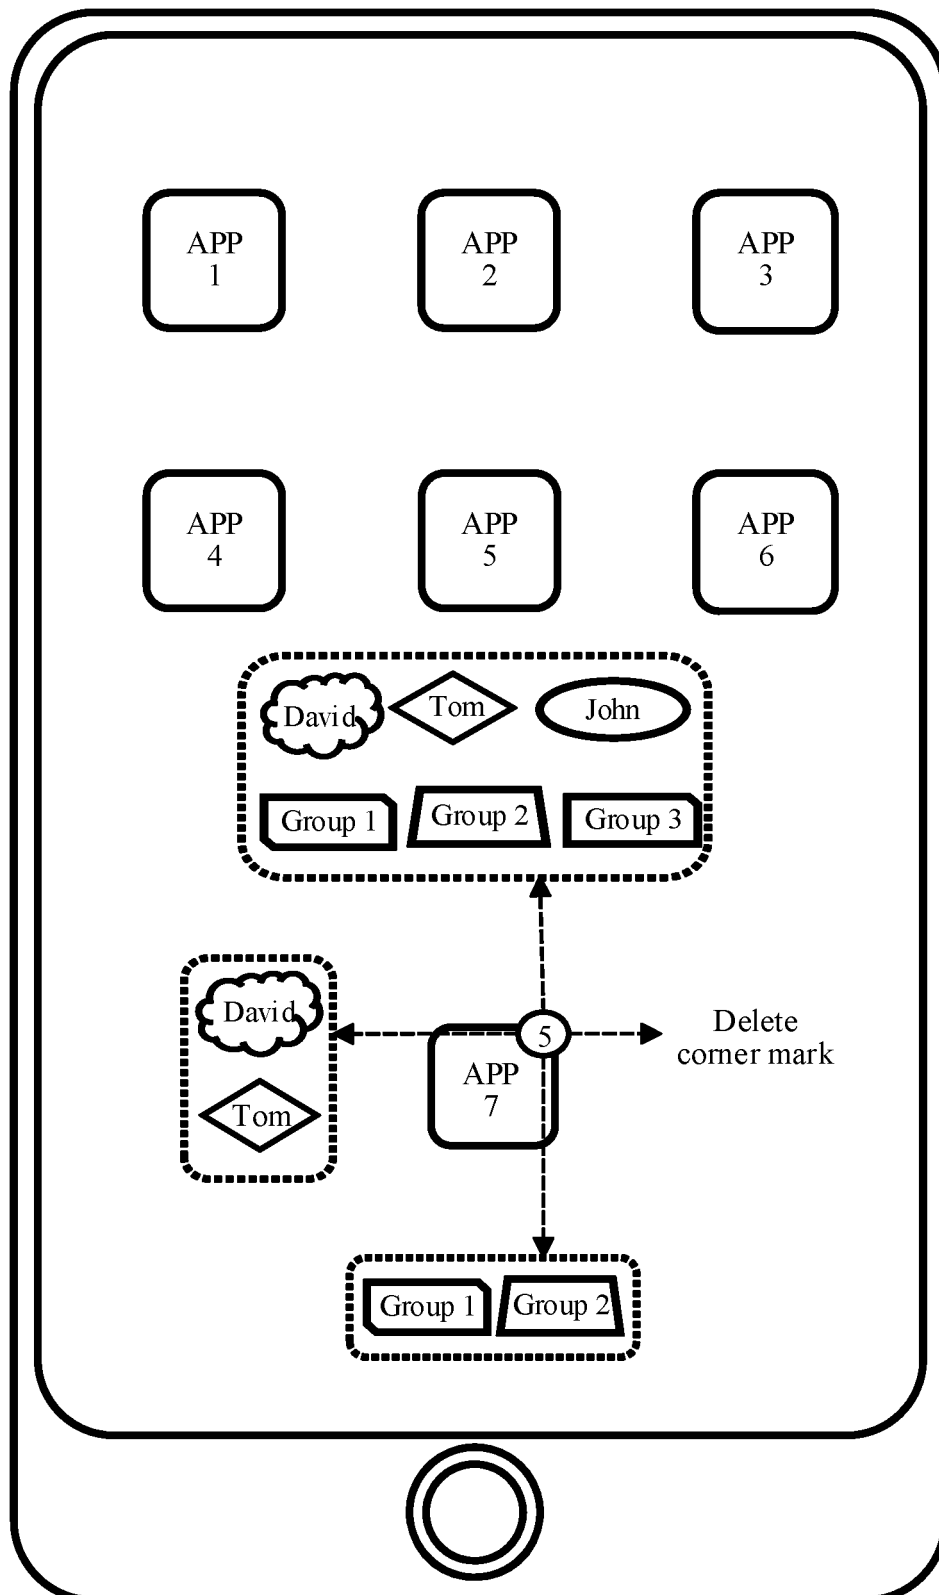 APP
1
APP
2
APP
3
APP
4
APP
5
APP
6
David
Tom
John
Group 1
Group 2
Group 3
David
Tom
5
APP
7
Delete
corner mark
Group 1
Group 2